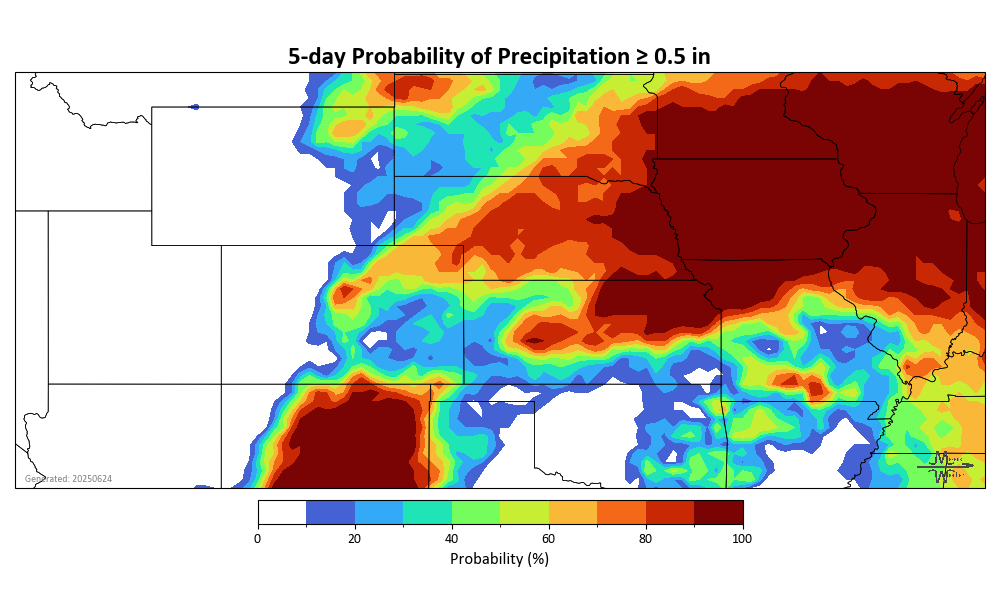 5-day Probability of Precipitation ≥ 0.5 in
Generated: 20250624
0 20 40 60 80 100
Probability (%)